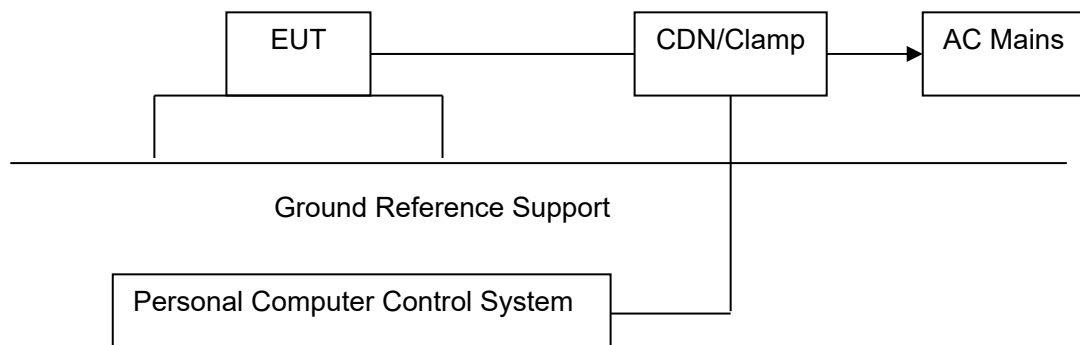 EUT
CDN/Clamp
AC Mains
Ground Reference Support
Personal Computer Control System